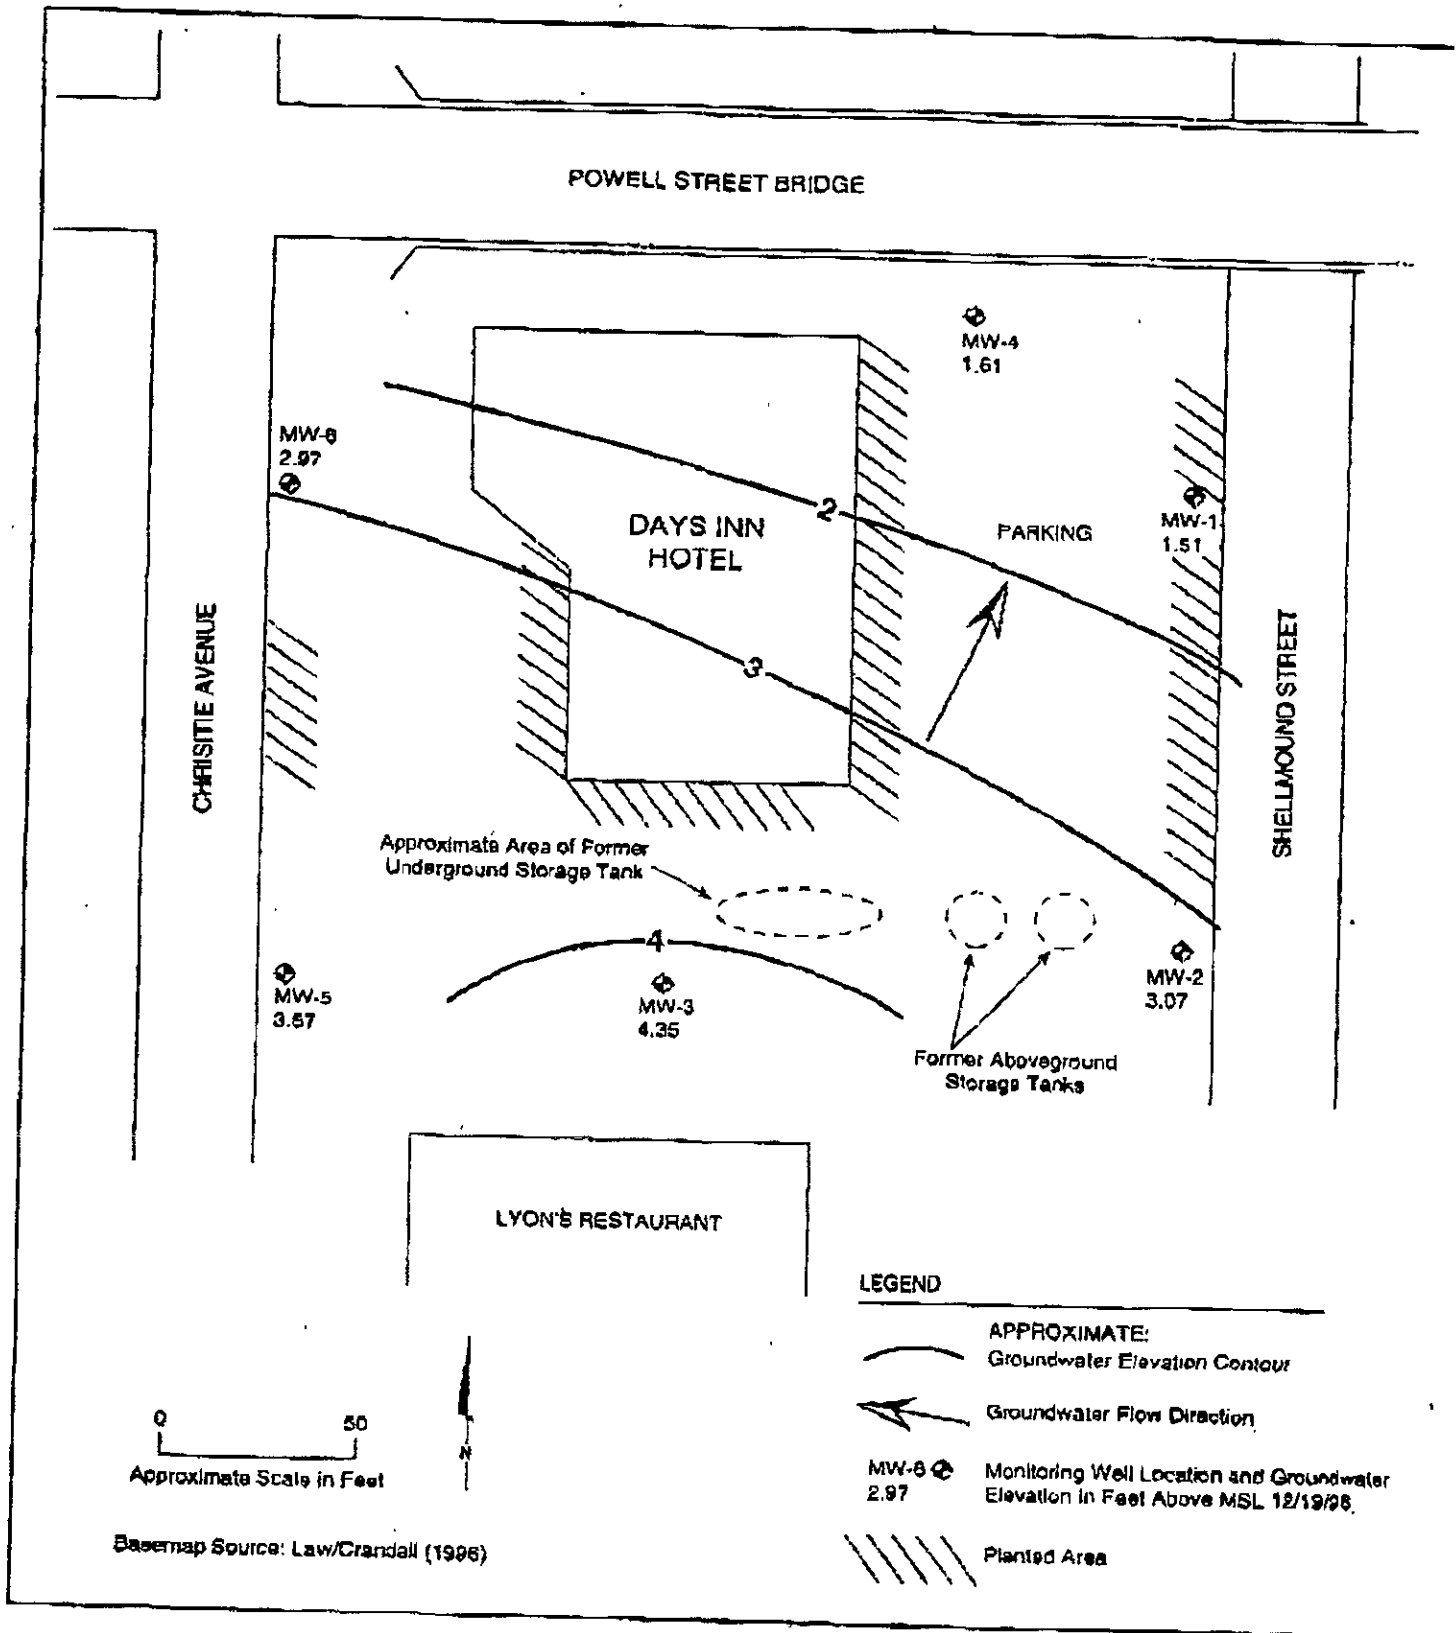 POWELL STREET BRIDGE
MW-4
1.61
MW-6
2.97
2
DAYS INN
HOTEL
PARKING
MW-1
1.51
3
CHRISITIE AVENUE
SHELLMOUND STREET
Approximate Area of Former
Underground Storage Tank
4
MW-5
3.57
MW-3
4.35
MW-2
3.07
Former Aboveground
Storage Tanks
LYON'S RESTAURANT
LEGEND
APPROXIMATE:
Groundwater Elevation Contour
Groundwater Flow Direction
MW-6
2.97
Monitoring Well Location and Groundwater
Elevation in Feet Above MSL 12/19/96.
Planted Area
0 50
Approximate Scale in Feet
N
Basemap Source: Law/Crandall (1996)